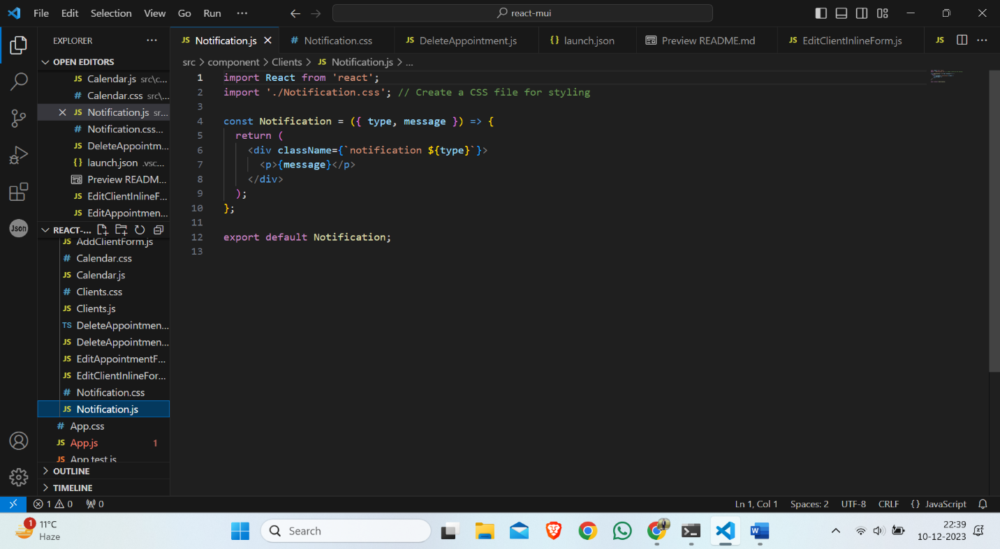 File Edit Selection View Go Run ···
react-mui
EXPLORER ···
OPEN EDITORS
JS Calendar.js src\c...
# Calendar.css src\...
JS Notification.js sr...
# Notification.css...
JS DeleteAppointm...
{} launch.json .vsc...
Preview READM...
JS EditClientInlineF...
JS EditAppointmen...
REACT-...
JS AddClientForm.js
# Calendar.css
JS Calendar.js
# Clients.css
JS Clients.js
TS DeleteAppointmen...
JS DeleteAppointmen...
JS EditAppointmentF...
JS EditClientInlineFor...
# Notification.css
JS Notification.js
# App.css
JS App.js 1
JS App.test.js
OUTLINE
TIMELINE
Json
JS Notification.js
# Notification.css
JS DeleteAppointment.js
{} launch.json
Preview README.md
JS EditClientInlineForm.js
JS
···
src > component > Clients > JS Notification.js > ...
1 import React from 'react';
2 import './Notification.css'; // Create a CSS file for styling
3
4 const Notification = ({ type, message }) => {
5 return (
6 <div className={`notification ${type}`}>
7 <p>{message}</p>
8 </div>
9 );
10 };
11
12 export default Notification;
13
1 0 0
Ln 1, Col 1 Spaces: 2 UTF-8 CRLF {} JavaScript
1 11°C
Haze
Search
W
22:39
10-12-2023